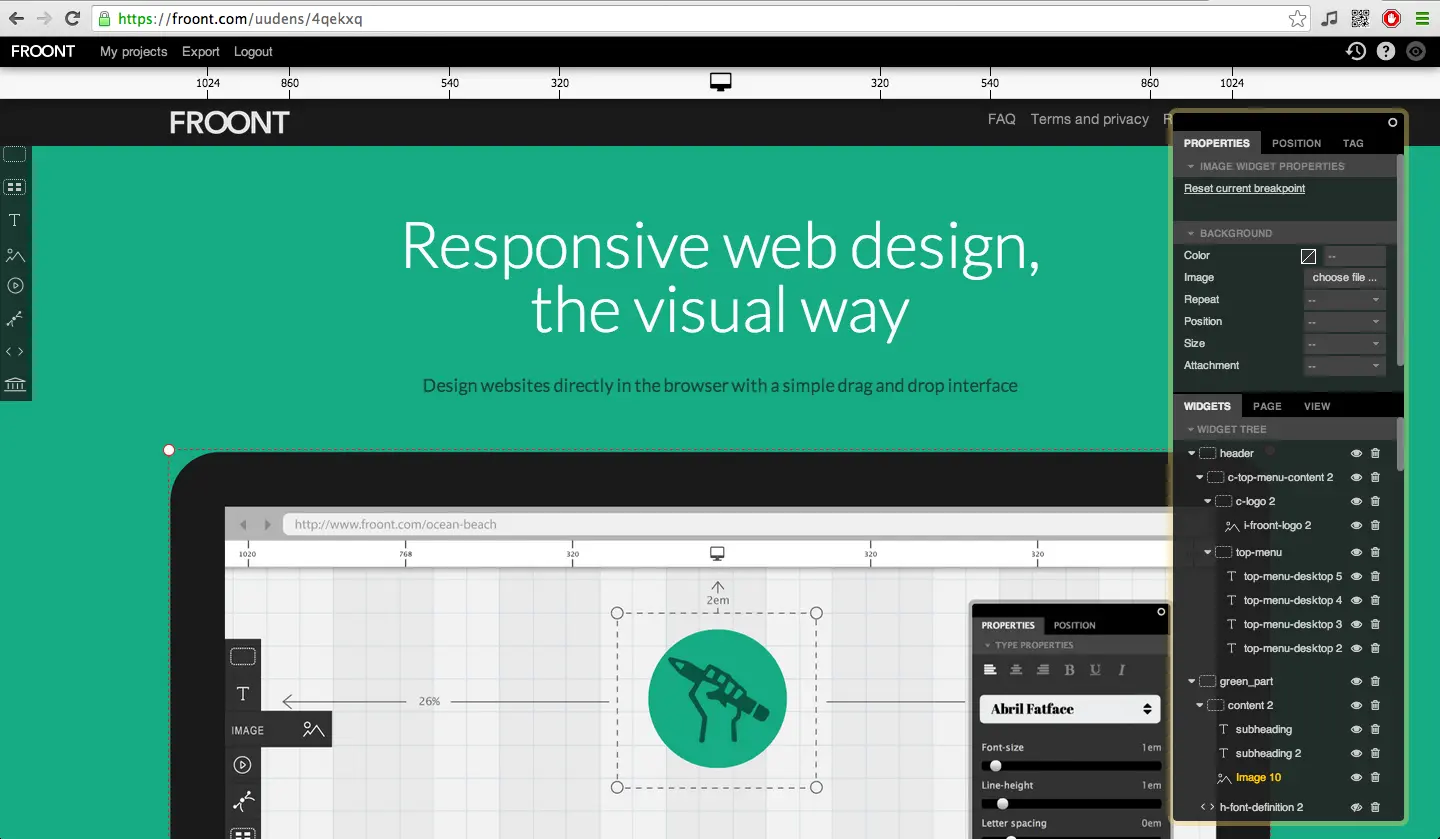 https://froont.com/uudens/4qekxq
FROONT My projects Export Logout
1024 860 540 320 320 540 860 1024
FROONT
FAQ Terms and privacy
PROPERTIES POSITION TAG
IMAGE WIDGET PROPERTIES
Reset current breakpoint
BACKGROUND
Color --
Image choose file ...
Repeat --
Position --
Size --
Attachment --
Responsive web design,
the visual way
Design websites directly in the browser with a simple drag and drop interface
WIDGETS PAGE VIEW
WIDGET TREE
header
c-top-menu-content 2
c-logo 2
i-froont-logo 2
top-menu
top-menu-desktop 5
top-menu-desktop 4
top-menu-desktop 3
top-menu-desktop 2
green_part
content 2
subheading
subheading 2
Image 10
h-font-definition 2
http://www.froont.com/ocean-beach
1020 768 320 320 320
2em
26%
T
IMAGE
PROPERTIES POSITION
TYPE PROPERTIES
B U I
Abril Fatface
Font-size 1em
Line-height 1em
Letter spacing 0em